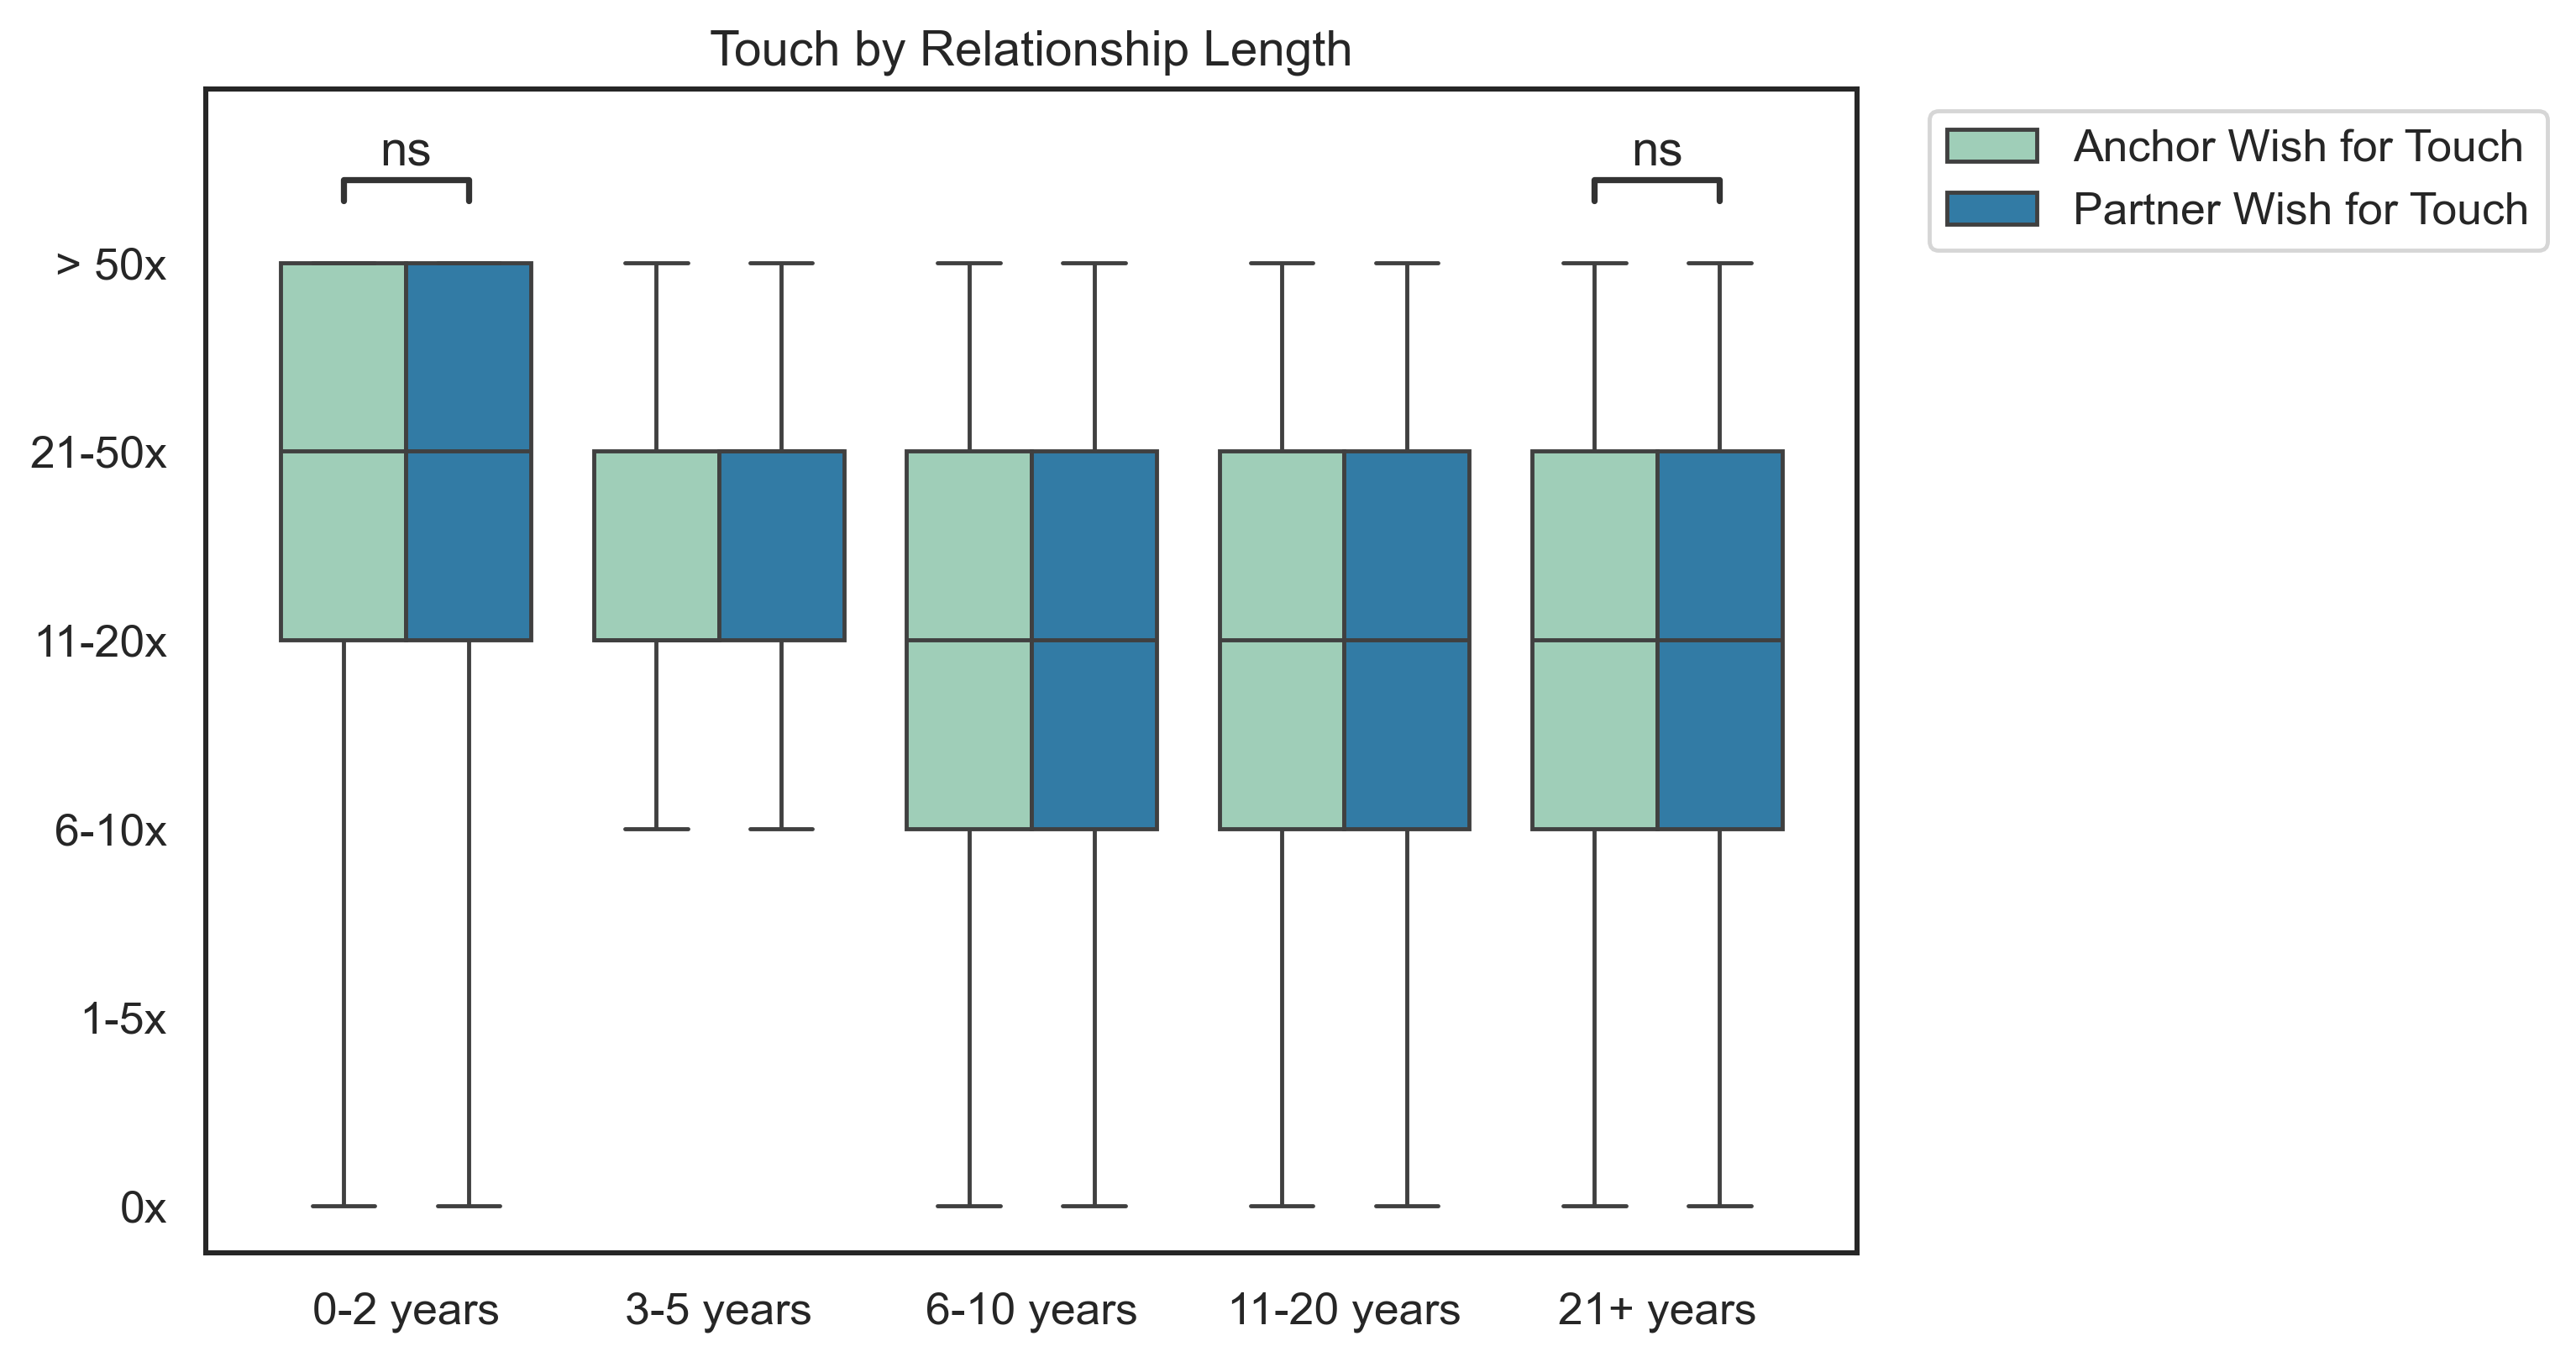 Touch by Relationship Length
ns
ns
Anchor Wish for Touch
Partner Wish for Touch
> 50x
21-50x
11-20x
6-10x
1-5x
0x
0-2 years
3-5 years
6-10 years
11-20 years
21+ years